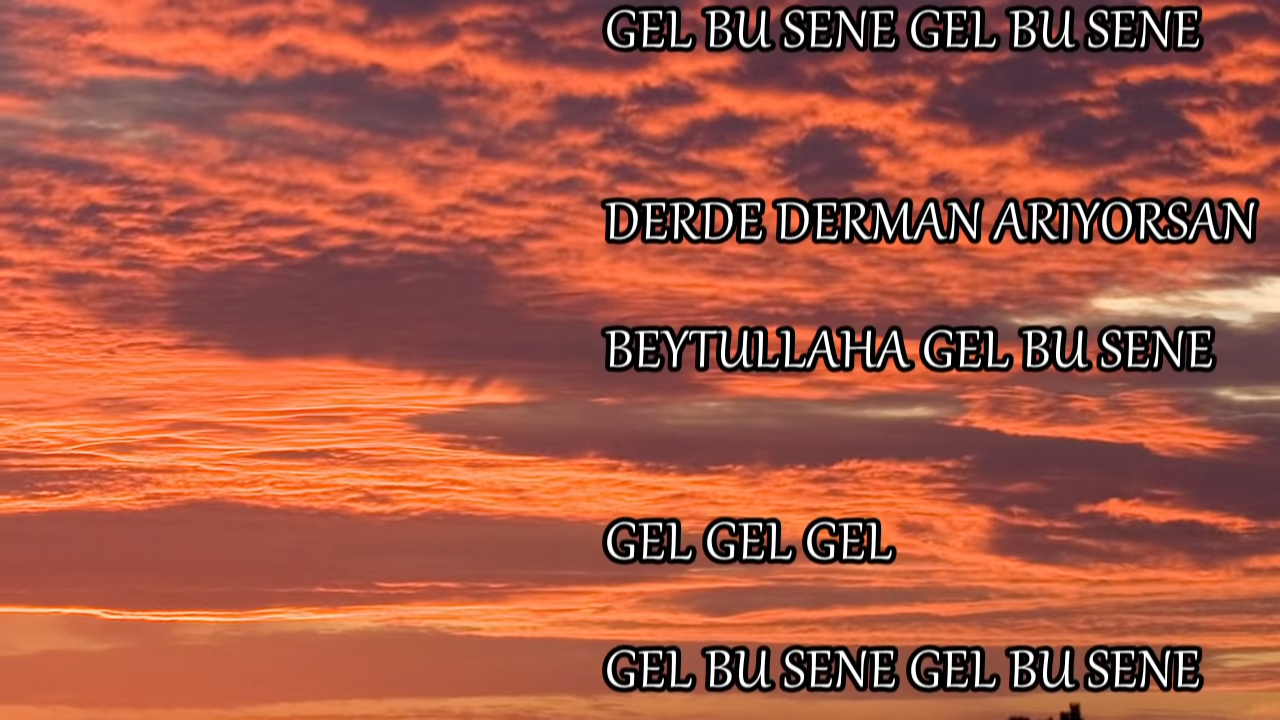 GEL BU SENE GEL BU SENE
DERDE DERMAN ARIYORSAN
BEYTULLAHA GEL BU SENE
GEL GEL GEL
GEL BU SENE GEL BU SENE